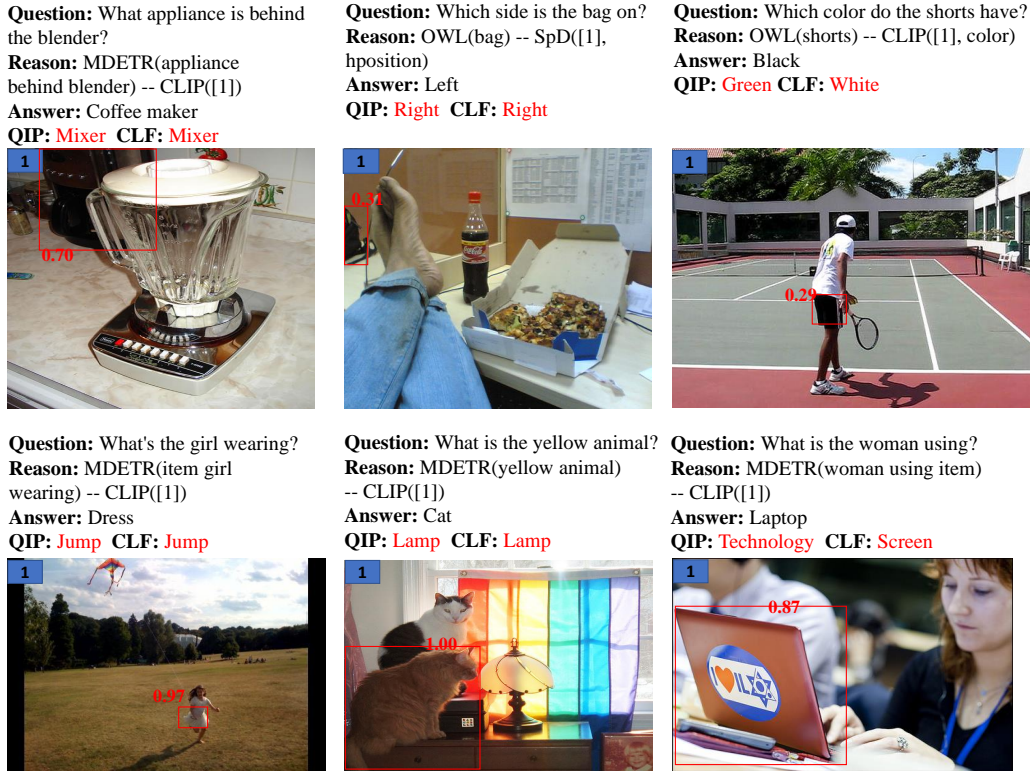 Question: What appliance is behind
the blender?
Reason: MDETR(appliance
behind blender) -- CLIP([1])
Answer: Coffee maker
QIP: Mixer CLF: Mixer
1
0.70
Question: Which side is the bag on?
Reason: OWL(bag) -- SpD([1],
hposition)
Answer: Left
QIP: Right CLF: Right
1
0.31
Coca-Cola
Question: Which color do the shorts have?
Reason: OWL(shorts) -- CLIP([1], color)
Answer: Black
QIP: Green CLF: White
1
0.29
Question: What's the girl wearing?
Reason: MDETR(item girl
wearing) -- CLIP([1])
Answer: Dress
QIP: Jump CLF: Jump
1
0.97
Question: What is the yellow animal?
Reason: MDETR(yellow animal)
-- CLIP([1])
Answer: Cat
QIP: Lamp CLF: Lamp
1
1.00
Question: What is the woman using?
Reason: MDETR(woman using item)
-- CLIP([1])
Answer: Laptop
QIP: Technology CLF: Screen
1
0.87
I IL